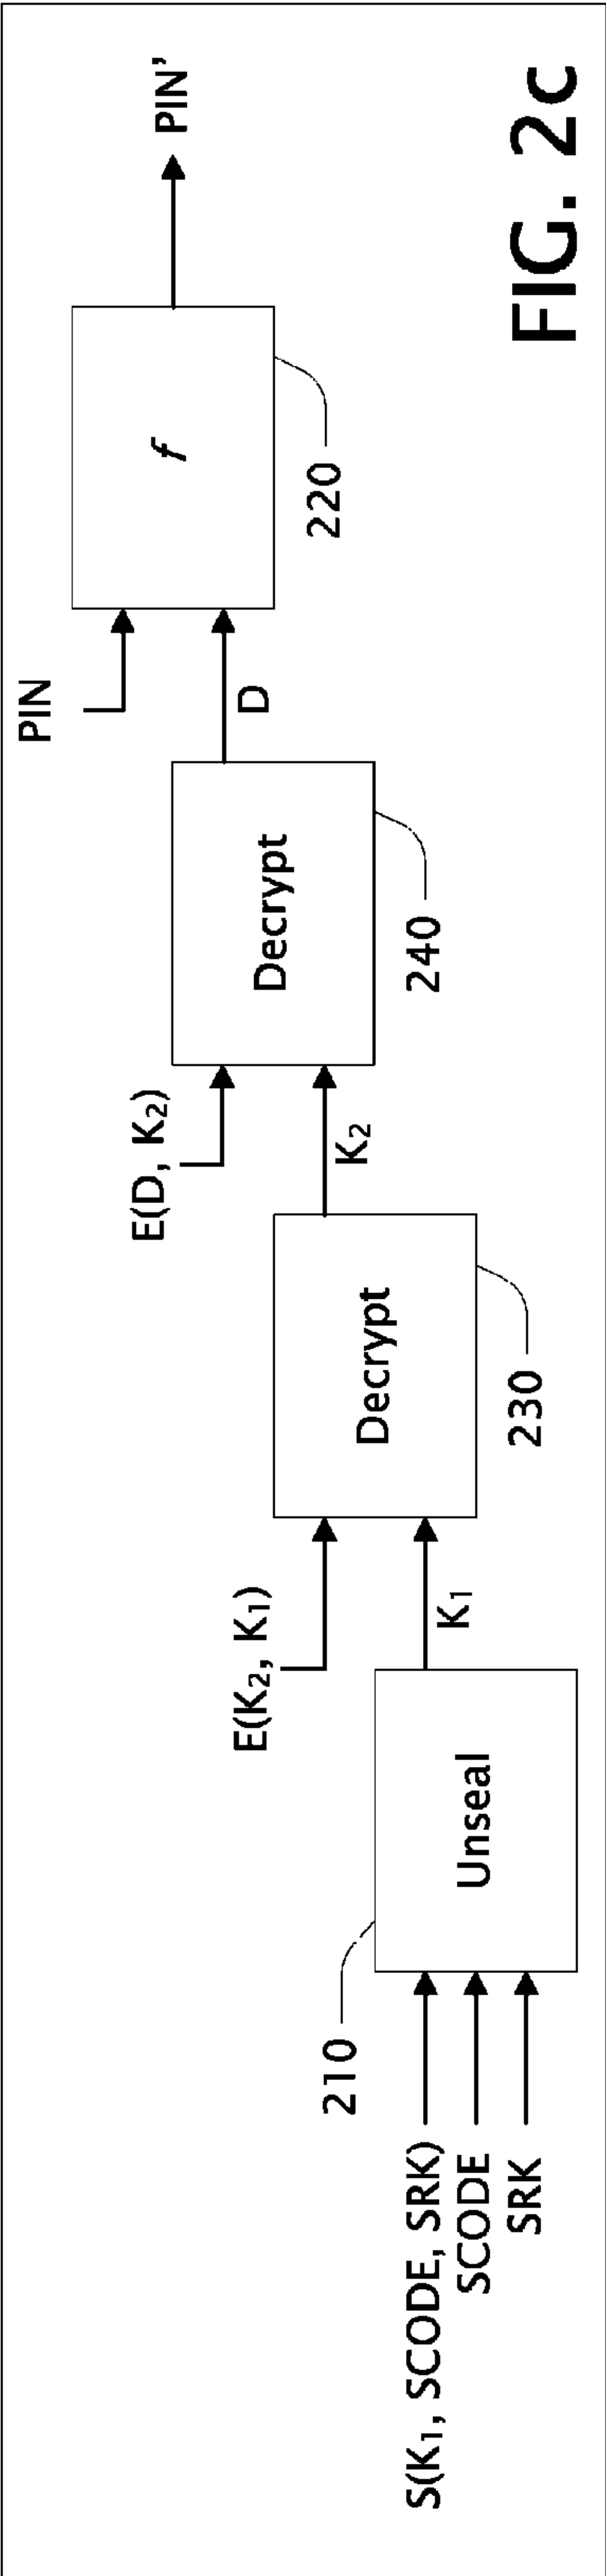 PIN
PIN’
f
220
D
E(D, K2)
Decrypt
240
K2
E(K2, K1)
Decrypt
230
K1
210
Unseal
S(K1, SCODE, SRK)
SCODE
SRK
FIG. 2c